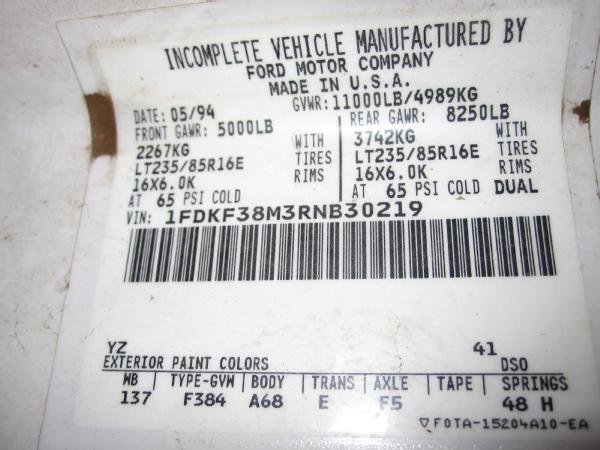 INCOMPLETE VEHICLE MANUFACTURED BY
FORD MOTOR COMPANY
MADE IN U.S.A.
DATE: 05/94 GVWR: 11000LB/4989KG
FRONT GAWR: 5000LB REAR GAWR: 8250LB
2267KG WITH 3742KG WITH
LT235/85R16E TIRES LT235/85R16E TIRES
16X6.0K RIMS 16X6.0K RIMS
AT 65 PSI COLD AT 65 PSI COLD DUAL
VIN: 1FDKF38M3RNB30219
YZ 41
EXTERIOR PAINT COLORS DSO
WB TYPE-GVW BODY TRANS AXLE TAPE SPRINGS
137 F384 A68 E F5 48 H
▽F0TA-15204A10-EA